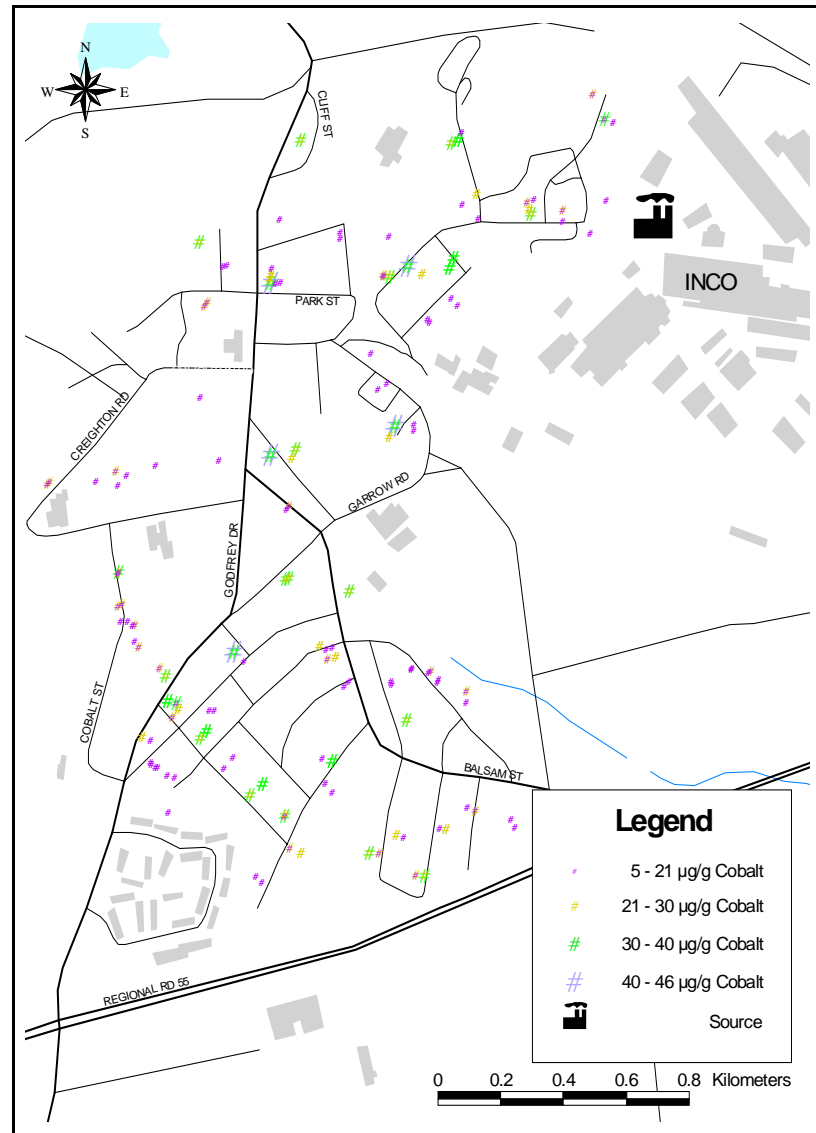 N
W E
S
CLIFF ST
INCO
PARK ST
CREIGHTON RD
GARROW RD
GODFREY DR
COBALT ST
BALSAM ST
REGIONAL RD 55
Legend
# 5 - 21 µg/g Cobalt
# 21 - 30 µg/g Cobalt
# 30 - 40 µg/g Cobalt
# 40 - 46 µg/g Cobalt
Source
0 0.2 0.4 0.6 0.8 Kilometers